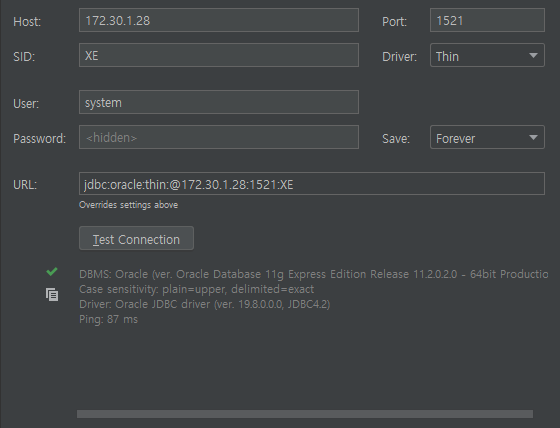 Host: 172.30.1.28 Port: 1521
SID: XE Driver: Thin
User: system
Password: <hidden> Save: Forever
URL: jdbc:oracle:thin:@172.30.1.28:1521:XE
Overrides settings above
Test Connection
DBMS: Oracle (ver. Oracle Database 11g Express Edition Release 11.2.0.2.0 - 64bit Productio
Case sensitivity: plain=upper, delimited=exact
Driver: Oracle JDBC driver (ver. 19.8.0.0.0, JDBC4.2)
Ping: 87 ms